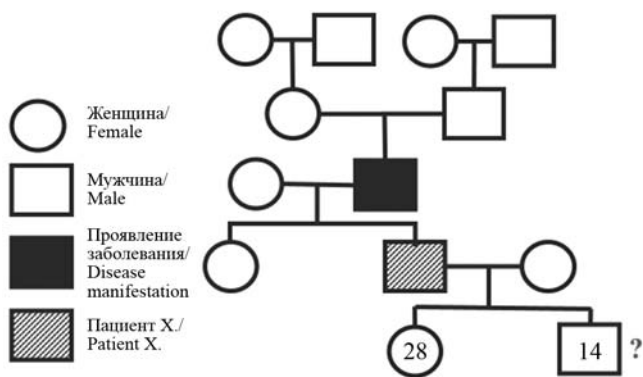 Женщина/
Female
Мужчина/
Male
Проявление
заболевания/
Disease
manifestation
Пациент X./
Patient X.
28
14 ?